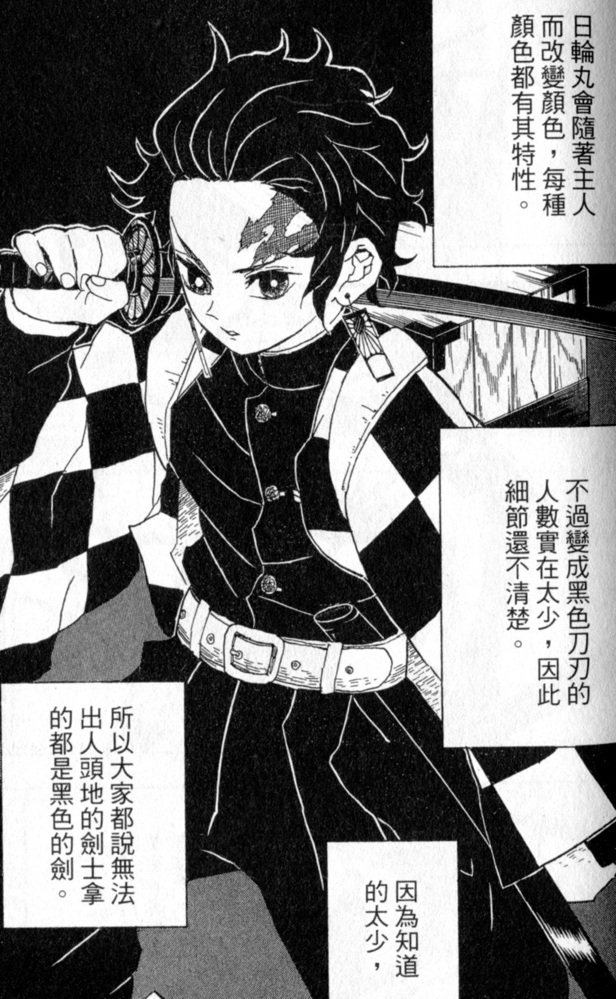 日輪丸會隨著主人
而改變顏色，每種
顏色都有其特性。
不過變成黑色刀刃的
人數實在太少，因此
細節還不清楚。
因為知道
的太少，
所以大家都說無法
出人頭地的劍士拿
的都是黑色的劍。